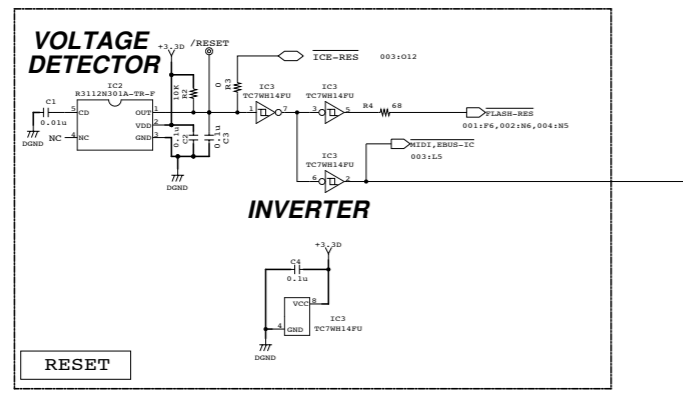 VOLTAGE
DETECTOR
+3.3D
/RESET
ICE-RES
003:O12
IC2
R3112N301A-TR-F
C1
0.01u
DGND
5
CD
OUT
1
VDD
2
NC
4
NC
GND
3
10K
R2
0
R3
0.1u
C2
0.1u
C3
DGND
IC3
TC7WH14FU
1
7
IC3
TC7WH14FU
3
5
R4
68
FLASH-RES
001:F6,002:N6,004:N5
MIDI,EBUS-IC
003:L5
IC3
TC7WH14FU
6
2
INVERTER
+3.3D
C4
0.1u
VCC
8
4
GND
IC3
TC7WH14FU
DGND
RESET